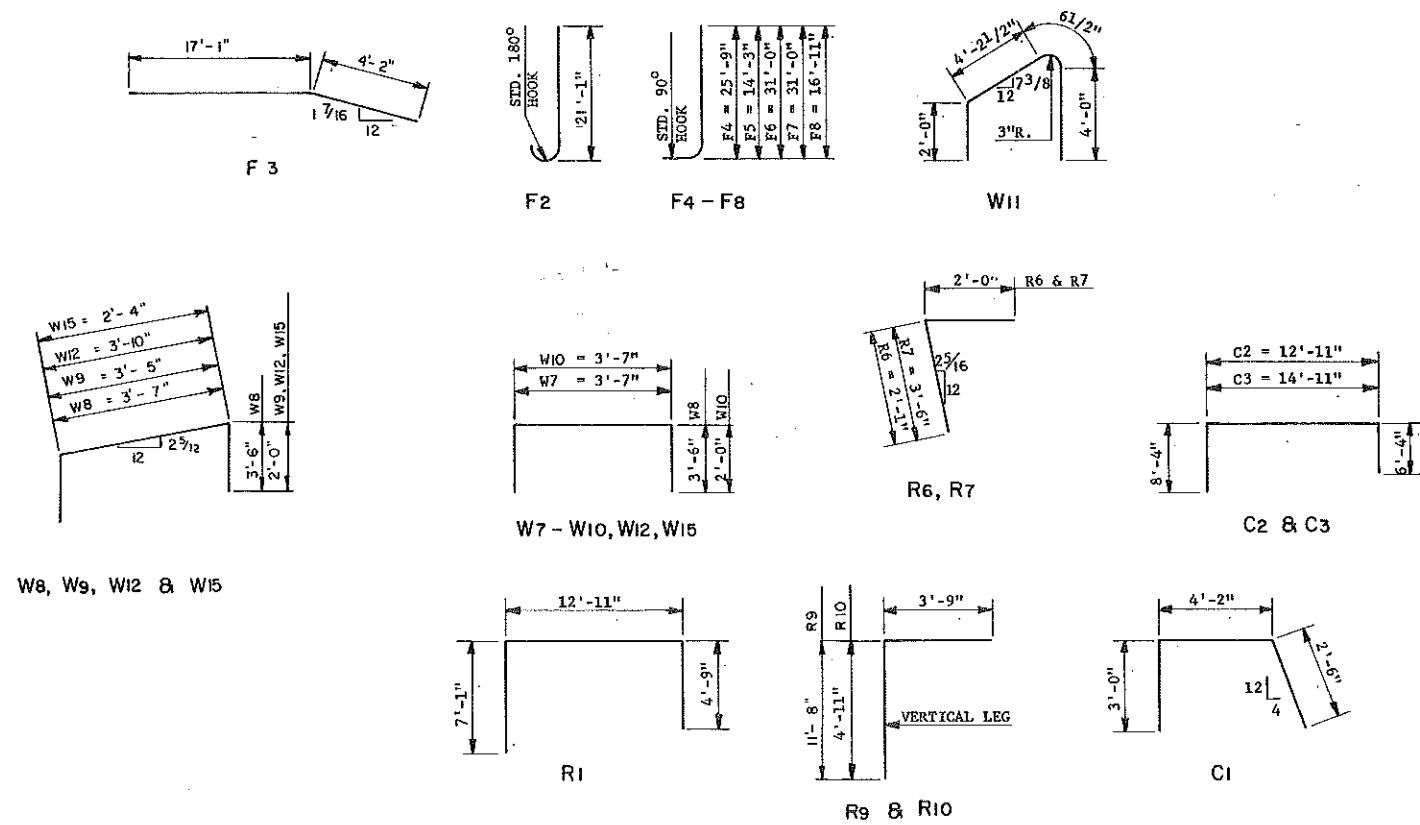 17'-1"
4'-2"
1 7/16
12
F 3
STD. 180°
HOOK
21'-1"
F2
STD. 90°
HOOK
F4 = 25'-9"
F5 = 14'-3"
F6 = 31'-0"
F7 = 31'-0"
F8 = 16'-11"
F4 - F8
4'-2 1/2"
6 1/2"
12
7 3/8
3"R.
2'-0"
4'-0"
W11
W15 = 2'-4"
W12 = 3'-10"
W9 = 3'-5"
W8 = 3'-7"
12
2 5/12
W8
W9, W12, W15
3'-6"
2'-0"
W8, W9, W12 & W15
W10 = 3'-7"
W7 = 3'-7"
W8
W10
3'-6"
2'-0"
W7 - W10, W12, W15
2'-0" R6 & R7
R6 = 2'-1"
R7 = 3'-6"
2 5/16
12
R6, R7
C2 = 12'-11"
C3 = 14'-11"
8'-4"
6'-4"
C2 & C3
12'-11"
7'-1"
4'-9"
R1
R9
R10
3'-9"
11'-8"
4'-11"
VERTICAL LEG
R9 & R10
4'-2"
3'-0"
2'-6"
12
4
C1